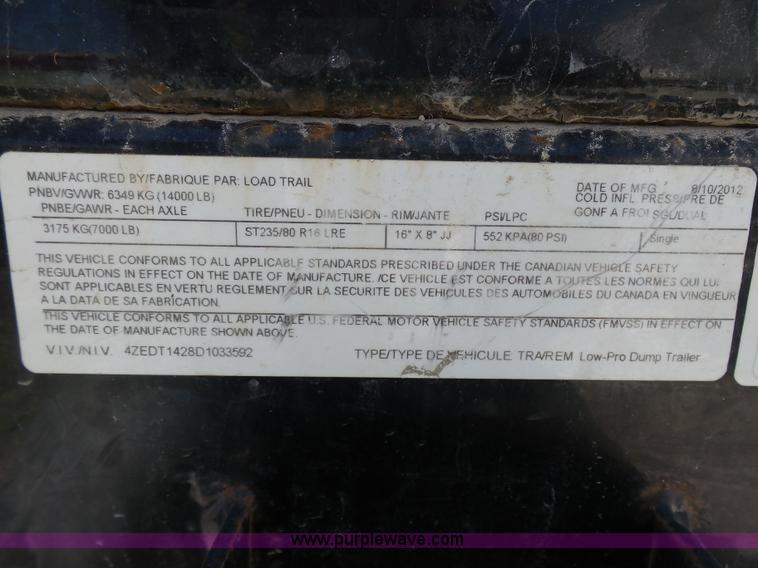 MANUFACTURED BY/FABRIQUE PAR: LOAD TRAIL DATE OF MFG 8/10/2012
PNBV/GVWR: 6349 KG (14000 LB) COLD INFL. PRESS/PRE DE
PNBE/GAWR - EACH AXLE TIRE/PNEU - DIMENSION - RIM/JANTE PSI/LPC GONF A FROI SGL/DUAL
3175 KG(7000 LB) ST235/80 R16 LRE 16" X 8" JJ 552 KPA(80 PSI) Single
THIS VEHICLE CONFORMS TO ALL APPLICABLE STANDARDS PRESCRIBED UNDER THE CANADIAN VEHICLE SAFETY
REGULATIONS IN EFFECT ON THE DATE OF MANUFACTURE. /CE VEHICLE EST CONFORME A TOUTES LES NORMES QUI LUI
SONT APPLICABLES EN VERTU REGLEMENT SUR LA SECURITE DES VEHICULES DES AUTOMOBILES DU CANADA EN VINGUEUR
A LA DATA DE SA FABRICATION.
THIS VEHICLE CONFORMS TO ALL APPLICABLE U.S. FEDERAL MOTOR VEHICLE SAFETY STANDARDS (FMVSS) IN EFFECT ON
THE DATE OF MANUFACTURE SHOWN ABOVE.
V.I.V./N.I.V. 4ZEDT1428D1033592 TYPE/TYPE DE VEHICULE: TRA/REM Low-Pro Dump Trailer
www.purplewave.com